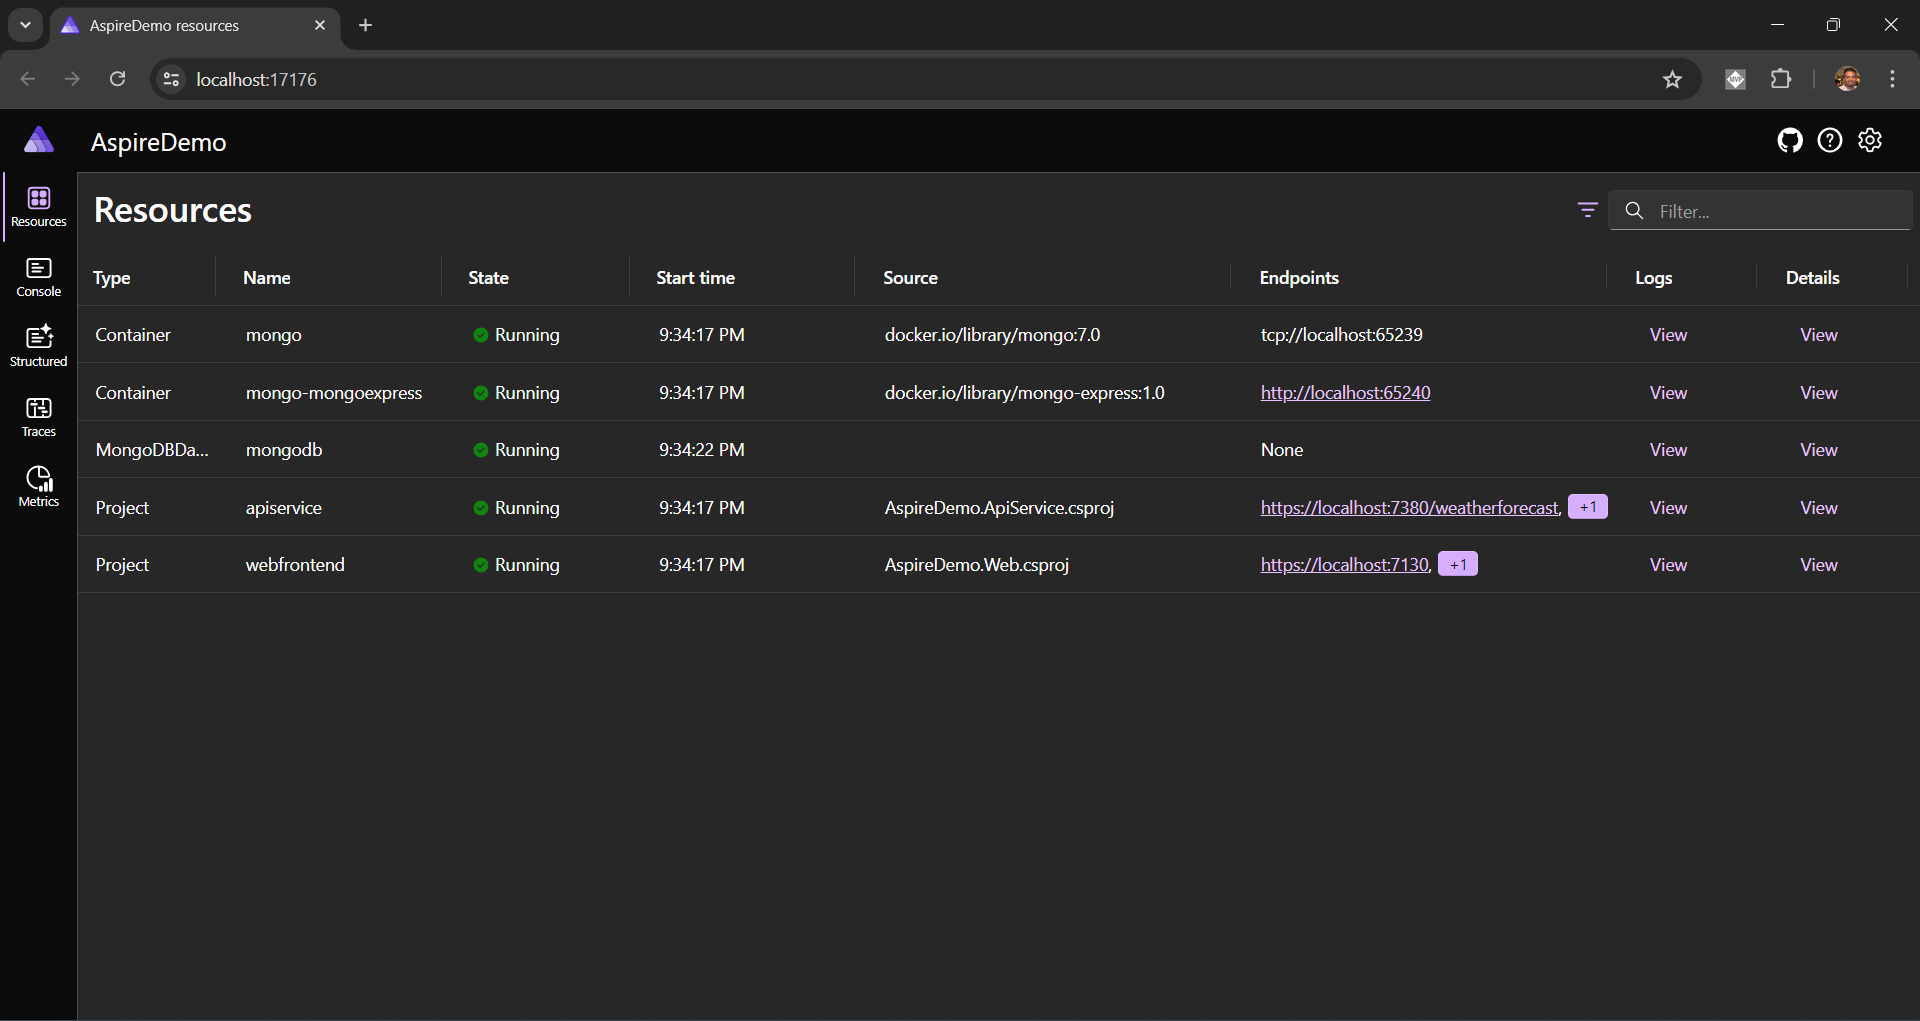 AspireDemo resources
localhost:17176
AspireDemo
Resources
Console
Structured
Traces
Metrics
Resources
Filter...
Type Name State Start time Source Endpoints Logs Details
Container mongo Running 9:34:17 PM docker.io/library/mongo:7.0 tcp://localhost:65239 View View
Container mongo-mongoexpress Running 9:34:17 PM docker.io/library/mongo-express:1.0 http://localhost:65240 View View
MongoDBDa... mongodb Running 9:34:22 PM None View View
Project apiservice Running 9:34:17 PM AspireDemo.ApiService.csproj https://localhost:7380/weatherforecast, +1 View View
Project webfrontend Running 9:34:17 PM AspireDemo.Web.csproj https://localhost:7130, +1 View View